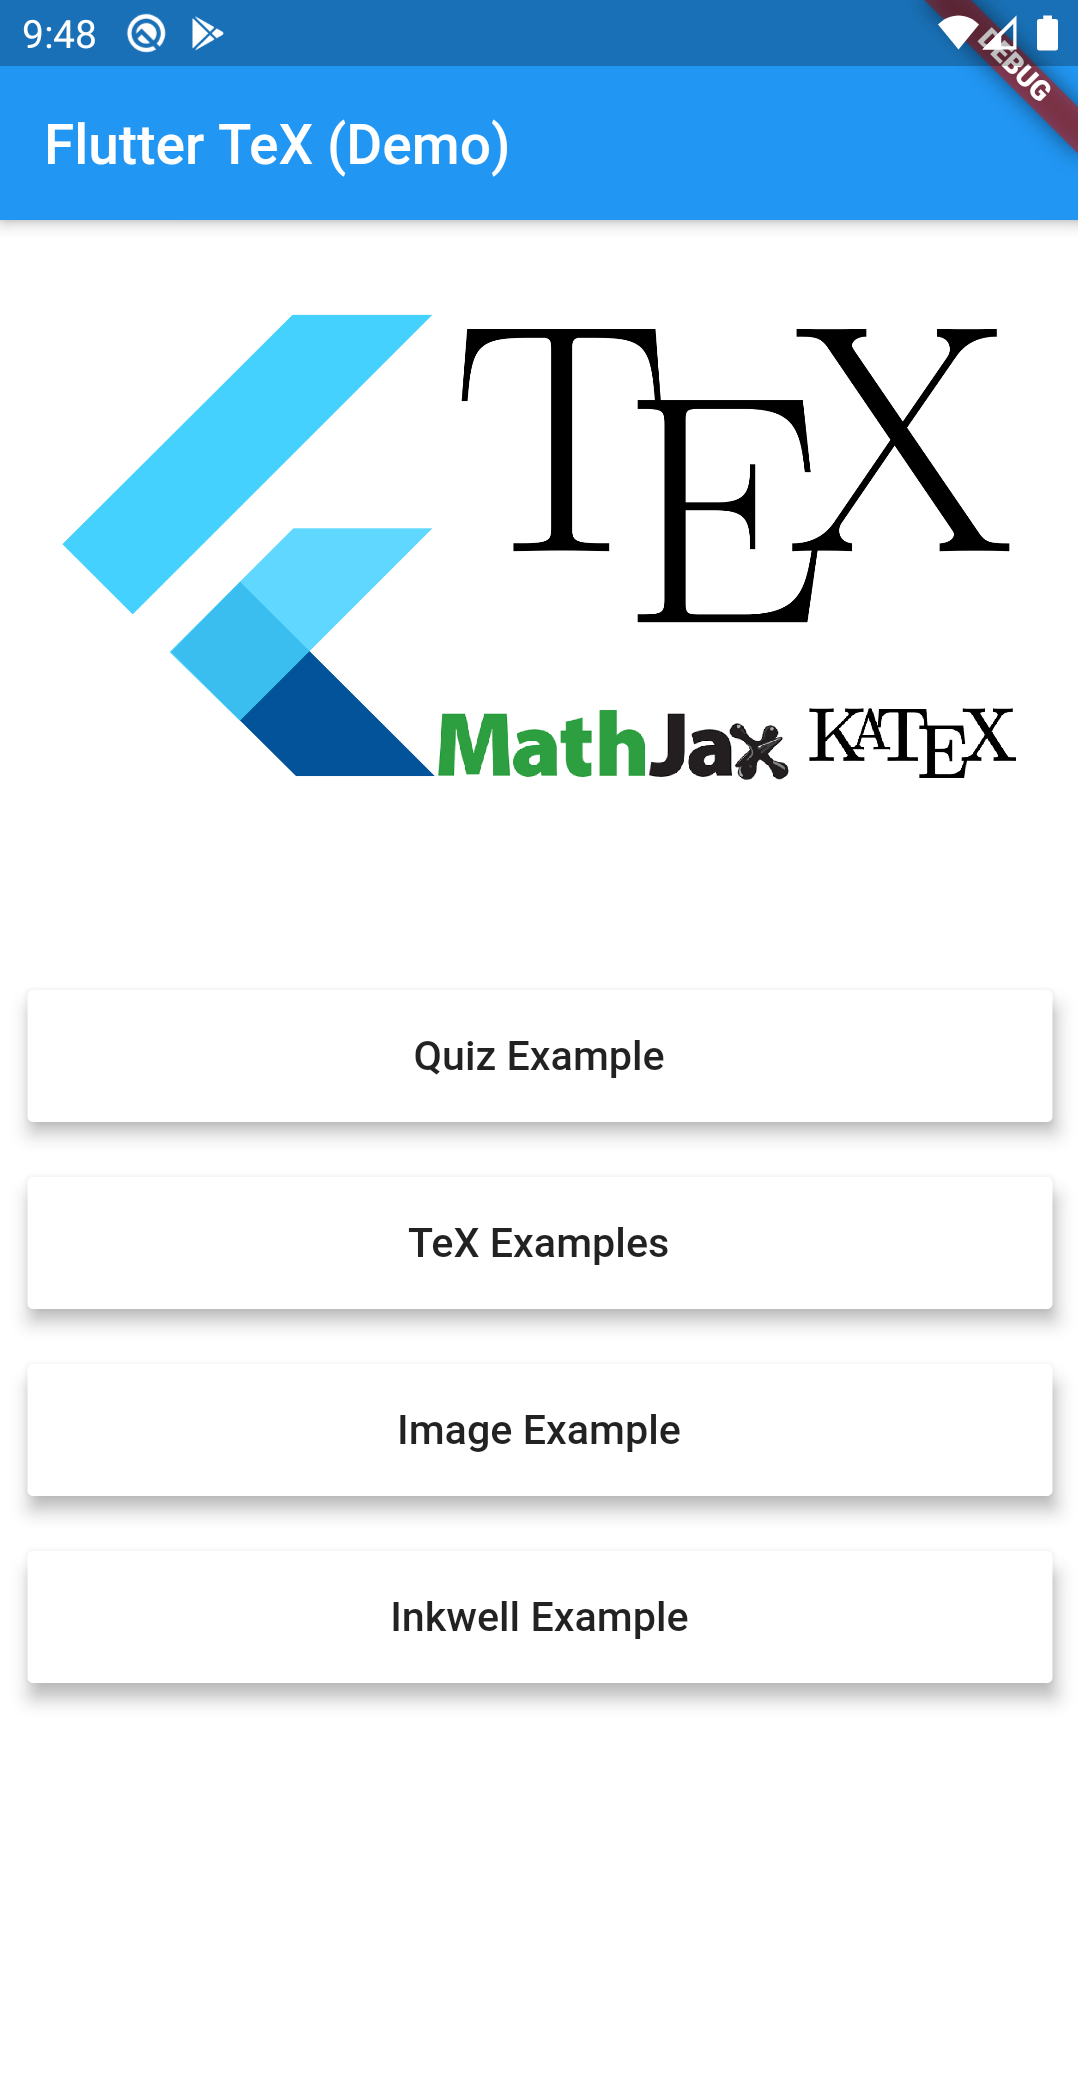 9:48
DEBUG
Flutter TeX (Demo)
TEX
MathJax KATEX
Quiz Example
TeX Examples
Image Example
Inkwell Example